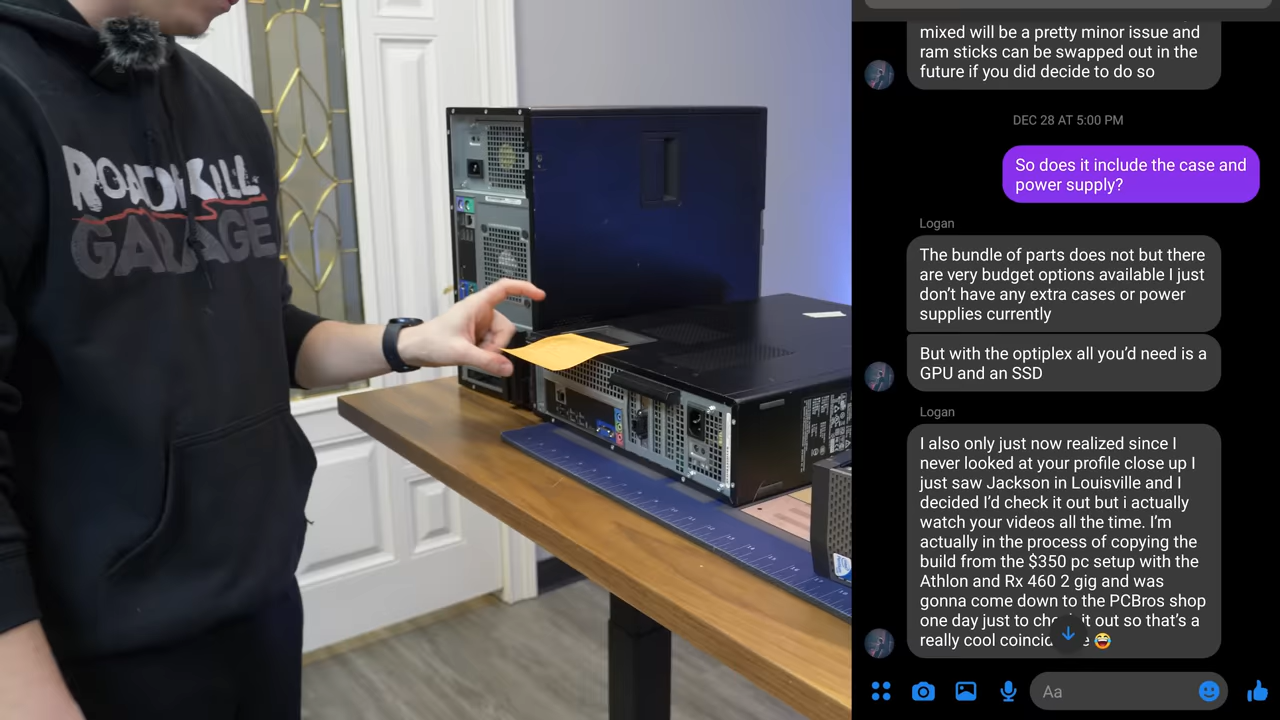 ROADKILL
GARAGE
mixed will be a pretty minor issue and
ram sticks can be swapped out in the
future if you did decide to do so
DEC 28 AT 5:00 PM
So does it include the case and
power supply?
Logan
The bundle of parts does not but there
are very budget options available I just
don't have any extra cases or power
supplies currently
But with the optiplex all you'd need is a
GPU and an SSD
Logan
I also only just now realized since I
never looked at your profile close up I
just saw Jackson in Louisville and I
decided I'd check it out but i actually
watch your videos all the time. I'm
actually in the process of copying the
build from the $350 pc setup with the
Athlon and Rx 460 2 gig and was
gonna come down to the PCBros shop
one day just to it out so that's a
really cool 😂
Aa